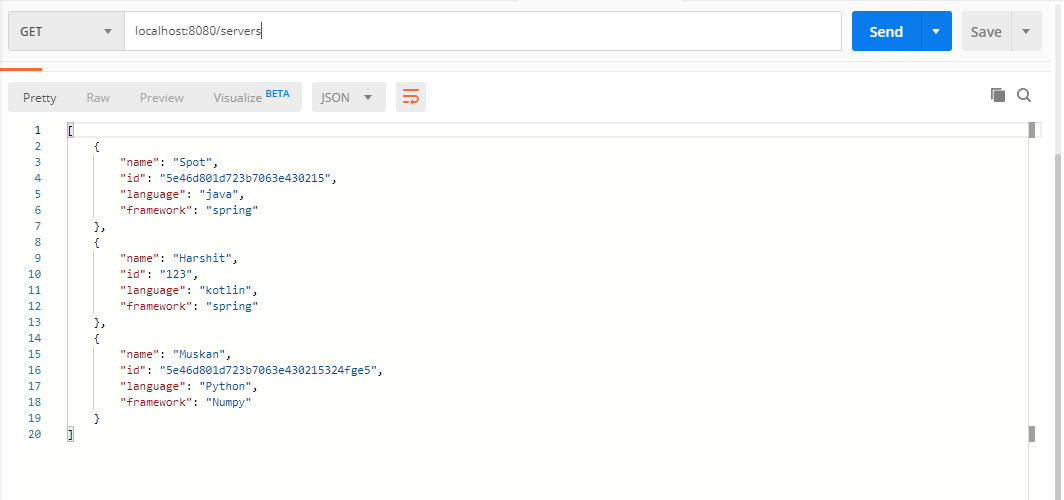 GET localhost:8080/servers Send Save
Pretty Raw Preview Visualize BETA JSON
1 [
2 {
3 "name": "Spot",
4 "id": "5e46d801d723b7063e430215",
5 "language": "java",
6 "framework": "spring"
7 },
8 {
9 "name": "Harshit",
10 "id": "123",
11 "language": "kotlin",
12 "framework": "spring"
13 },
14 {
15 "name": "Muskan",
16 "id": "5e46d801d723b7063e430215324fge5",
17 "language": "Python",
18 "framework": "Numpy"
19 }
20 ]